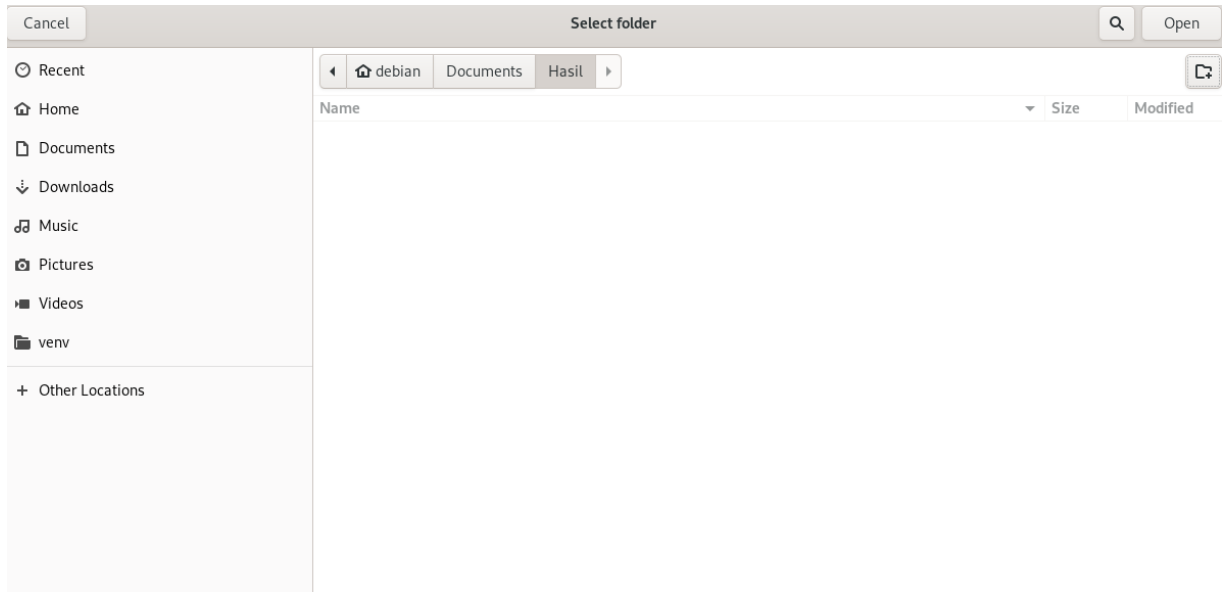 Cancel Select folder Open
Recent
debian Documents Hasil
Home
Name Size Modified
Documents
Downloads
Music
Pictures
Videos
venv
Other Locations